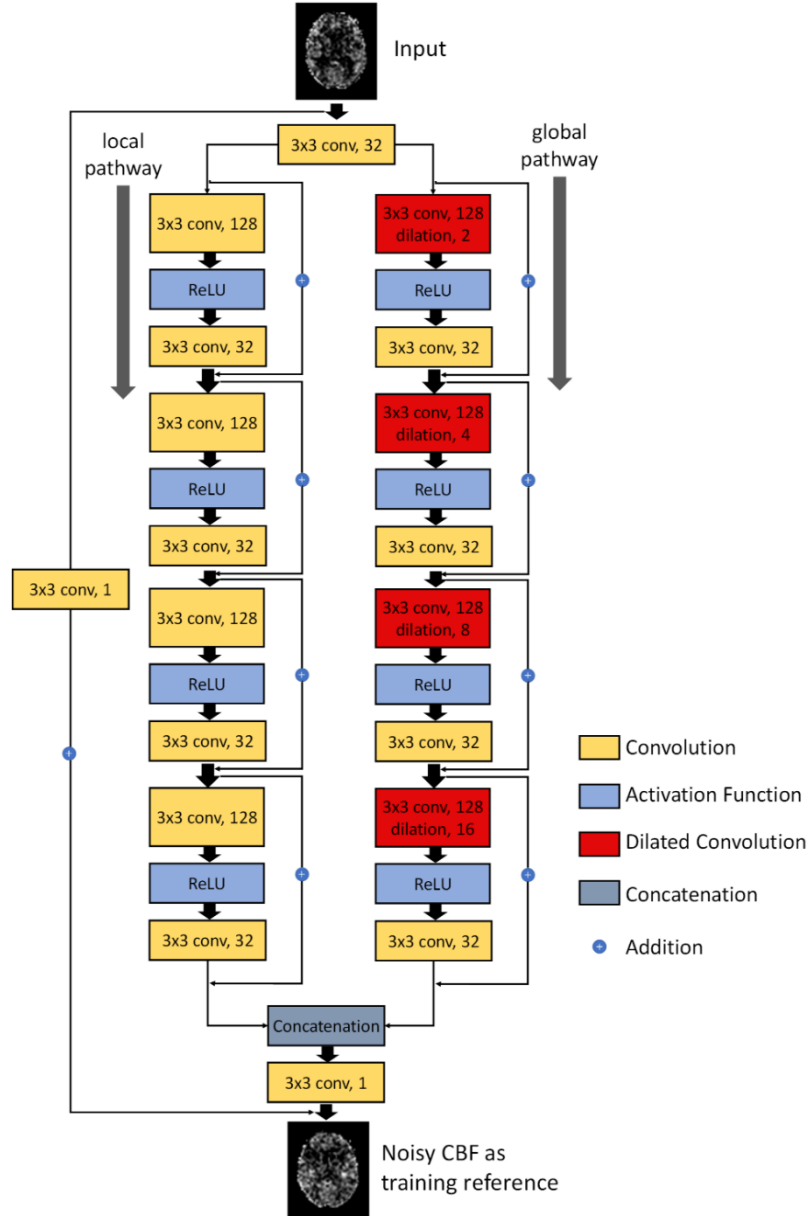 Input
3x3 conv, 32
local
pathway
global
pathway
3x3 conv, 128
3x3 conv, 128
dilation, 2
ReLU
ReLU
3x3 conv, 32
3x3 conv, 32
3x3 conv, 128
3x3 conv, 128
dilation, 4
ReLU
ReLU
3x3 conv, 32
3x3 conv, 32
3x3 conv, 1
3x3 conv, 128
3x3 conv, 128
dilation, 8
ReLU
ReLU
3x3 conv, 32
3x3 conv, 32
3x3 conv, 128
3x3 conv, 128
dilation, 16
ReLU
ReLU
3x3 conv, 32
3x3 conv, 32
Convolution
Activation Function
Dilated Convolution
Concatenation
Addition
Concatenation
3x3 conv, 1
Noisy CBF as
training reference